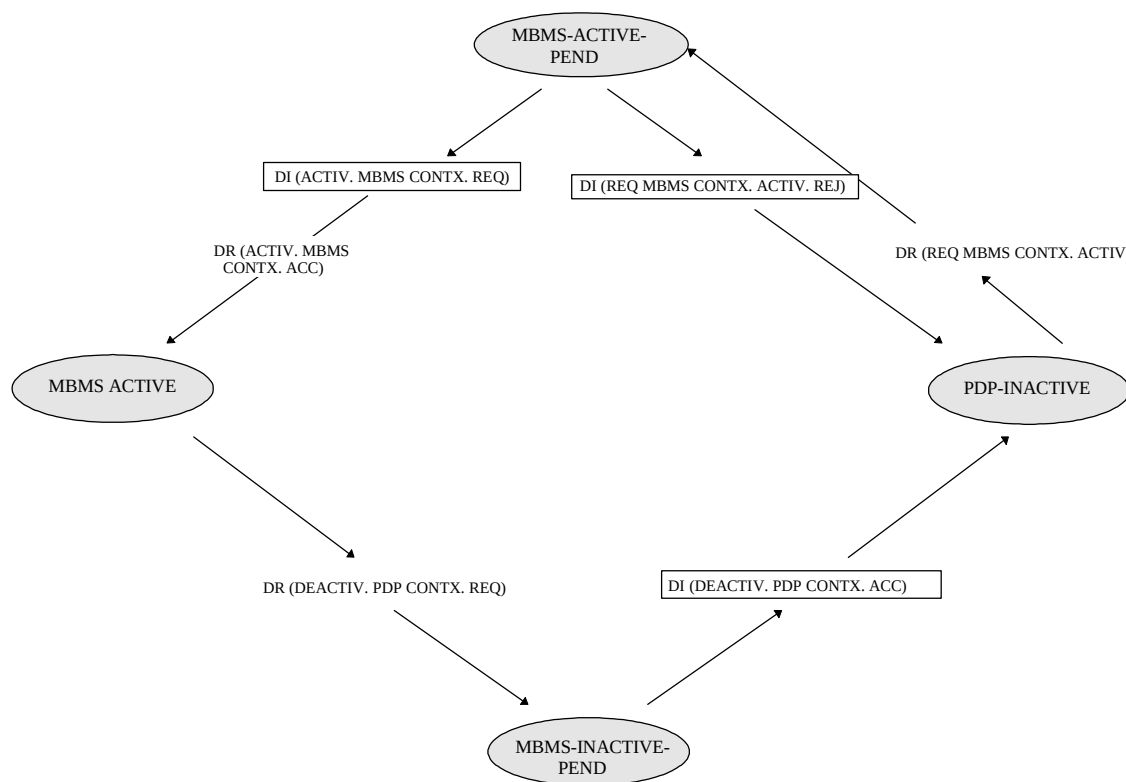 MBMS-ACTIVE-
PEND
DI (ACTIV. MBMS CONTX. REQ)
DI (REQ MBMS CONTX. ACTIV. REJ)
DR (ACTIV. MBMS
CONTX. ACC)
DR (REQ MBMS CONTX. ACTIV
MBMS ACTIVE
PDP-INACTIVE
DR (DEACTIV. PDP CONTX. REQ)
DI (DEACTIV. PDP CONTX. ACC)
MBMS-INACTIVE-
PEND